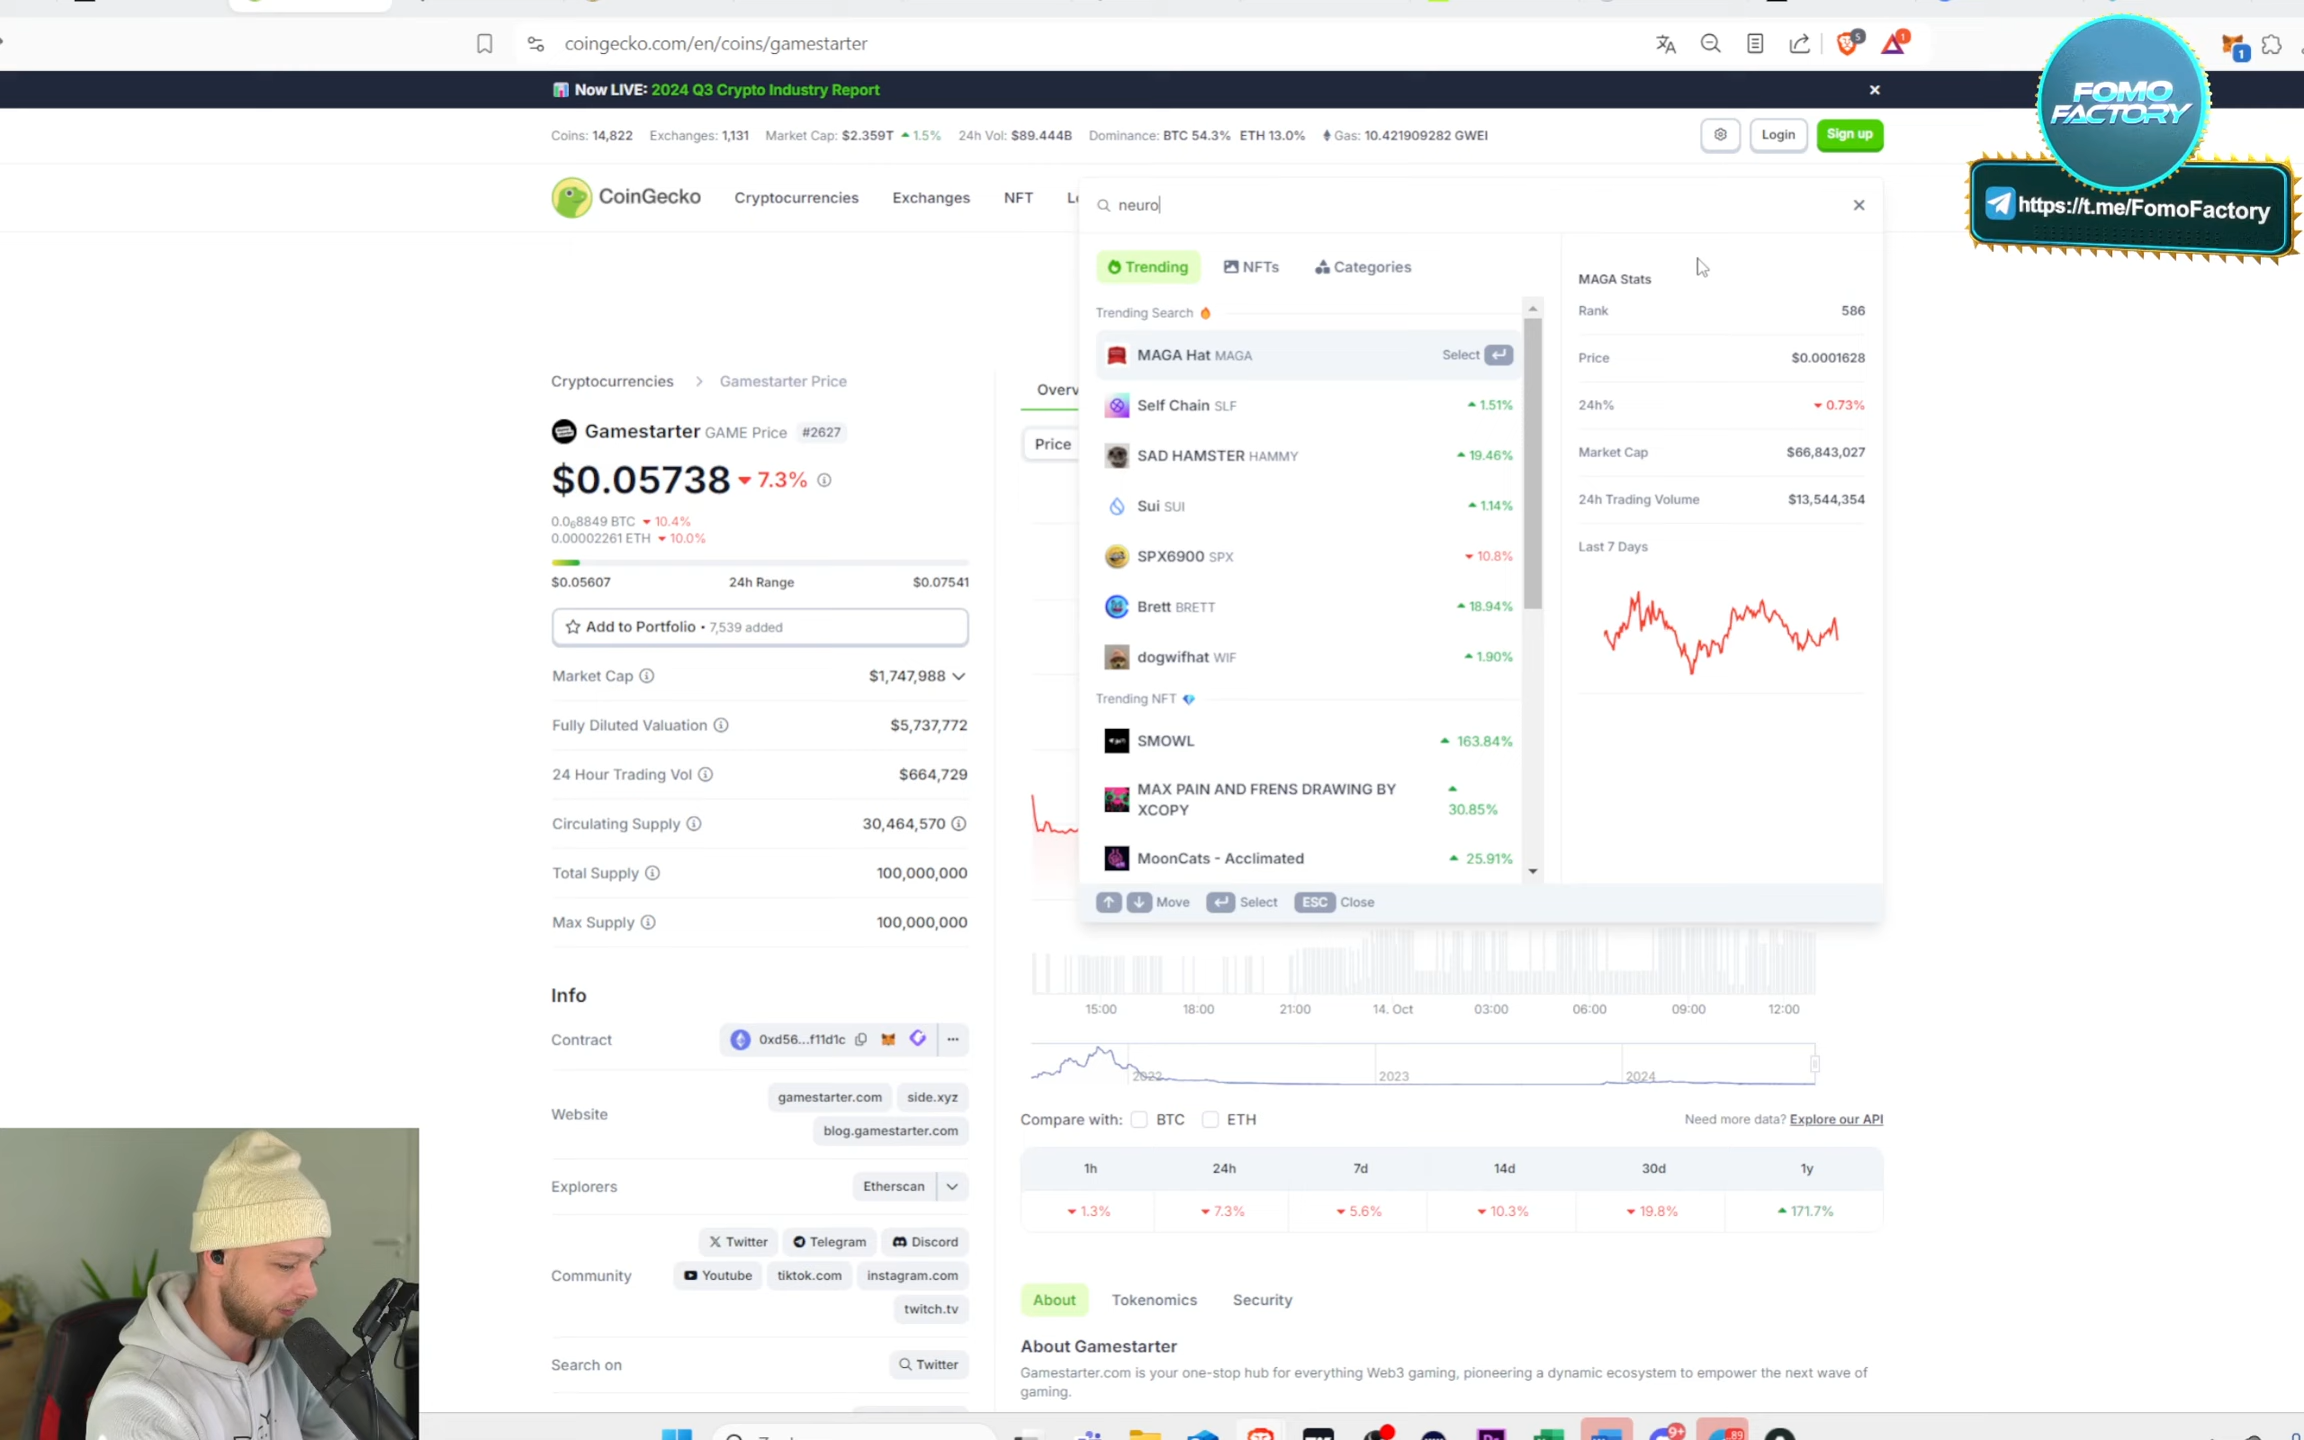 coingecko.com/en/coins/gamestarter
5
1
1
Now LIVE: 2024 Q3 Crypto Industry Report
Coins: 14,822 Exchanges: 1,131 Market Cap: $2.359T 1.5% 24h Vol: $89.444B Dominance: BTC 54.3% ETH 13.0% Gas: 10.421909282 GWEI
Login
Sign up
FOMO
FACTORY
https://t.me/FomoFactory
CoinGecko
Cryptocurrencies
Exchanges
NFT
neuro
Trending
NFTs
Categories
Trending Search
MAGA Hat MAGA Select
Self Chain SLF 1.51%
SAD HAMSTER HAMMY 19.46%
Sui SUI 1.14%
SPX6900 SPX 10.8%
Brett BRETT 18.94%
dogwifhat WIF 1.90%
Trending NFT
SMOWL 163.84%
MAX PAIN AND FRENS DRAWING BY
XCOPY 30.85%
MoonCats - Acclimated 25.91%
Move Select ESC Close
MAGA Stats
Rank 586
Price $0.0001628
24h% 0.73%
Market Cap $66,843,027
24h Trading Volume $13,544,354
Last 7 Days
Cryptocurrencies > Gamestarter Price
Gamestarter GAME Price #2627
$0.05738 7.3%
0.0₆8849 BTC 10.4%
0.00002261 ETH 10.0%
$0.05607 24h Range $0.07541
Add to Portfolio • 7,539 added
Market Cap $1,747,988
Fully Diluted Valuation $5,737,772
24 Hour Trading Vol $664,729
Circulating Supply 30,464,570
Total Supply 100,000,000
Max Supply 100,000,000
Info
Contract 0xd56...f11d1c
Website gamestarter.com side.xyz
blog.gamestarter.com
Explorers Etherscan
Community Twitter Telegram Discord
Youtube tiktok.com instagram.com
twitch.tv
Search on Twitter
Overv
Price
15:00 18:00 21:00 14. Oct 03:00 06:00 09:00 12:00
2022 2023 2024
Compare with: BTC ETH
Need more data? Explore our API
1h 24h 7d 14d 30d 1y
1.3% 7.3% 5.6% 10.3% 19.8% 171.7%
About Tokenomics Security
About Gamestarter
Gamestarter.com is your one-stop hub for everything Web3 gaming, pioneering a dynamic ecosystem to empower the next wave of
gaming.
9+
89